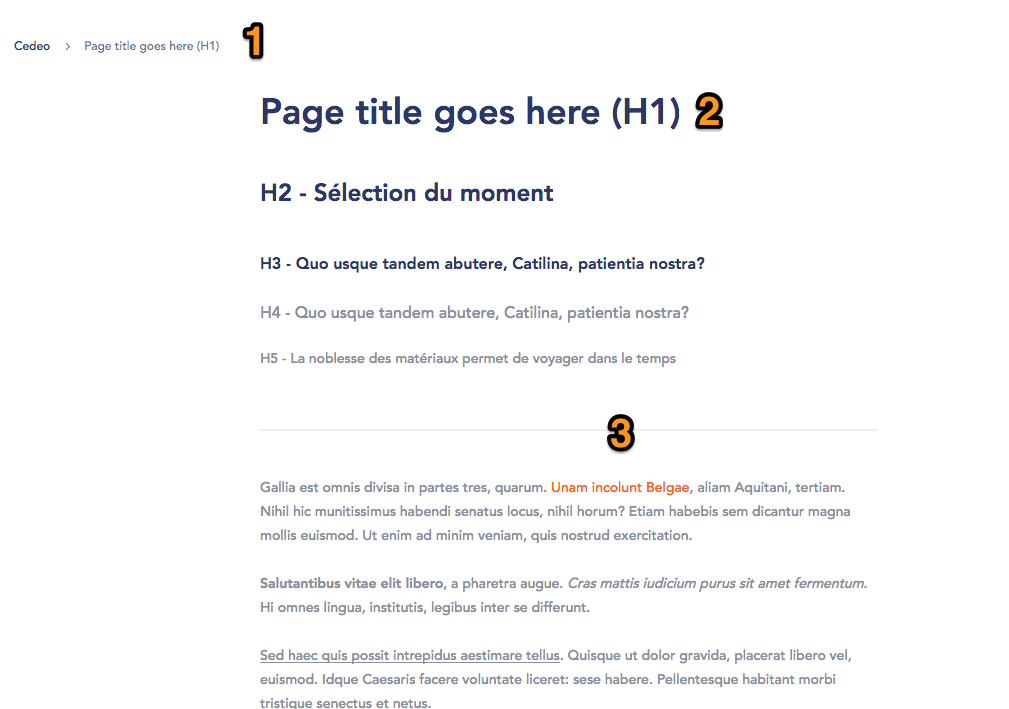 Cedeo > Page title goes here (H1) 1
Page title goes here (H1) 2
H2 - Sélection du moment
H3 - Quo usque tandem abutere, Catilina, patientia nostra?
H4 - Quo usque tandem abutere, Catilina, patientia nostra?
H5 - La noblesse des matériaux permet de voyager dans le temps
3
Gallia est omnis divisa in partes tres, quarum. Unam incolunt Belgae, aliam Aquitani, tertiam.
Nihil hic munitissimus habendi senatus locus, nihil horum? Etiam habebis sem dicantur magna
mollis euismod. Ut enim ad minim veniam, quis nostrud exercitation.
Salutantibus vitae elit libero, a pharetra augue. Cras mattis iudicium purus sit amet fermentum.
Hi omnes lingua, institutis, legibus inter se differunt.
Sed haec quis possit intrepidus aestimare tellus. Quisque ut dolor gravida, placerat libero vel,
euismod. Idque Caesaris facere voluntate liceret: sese habere. Pellentesque habitant morbi
tristique senectus et netus.